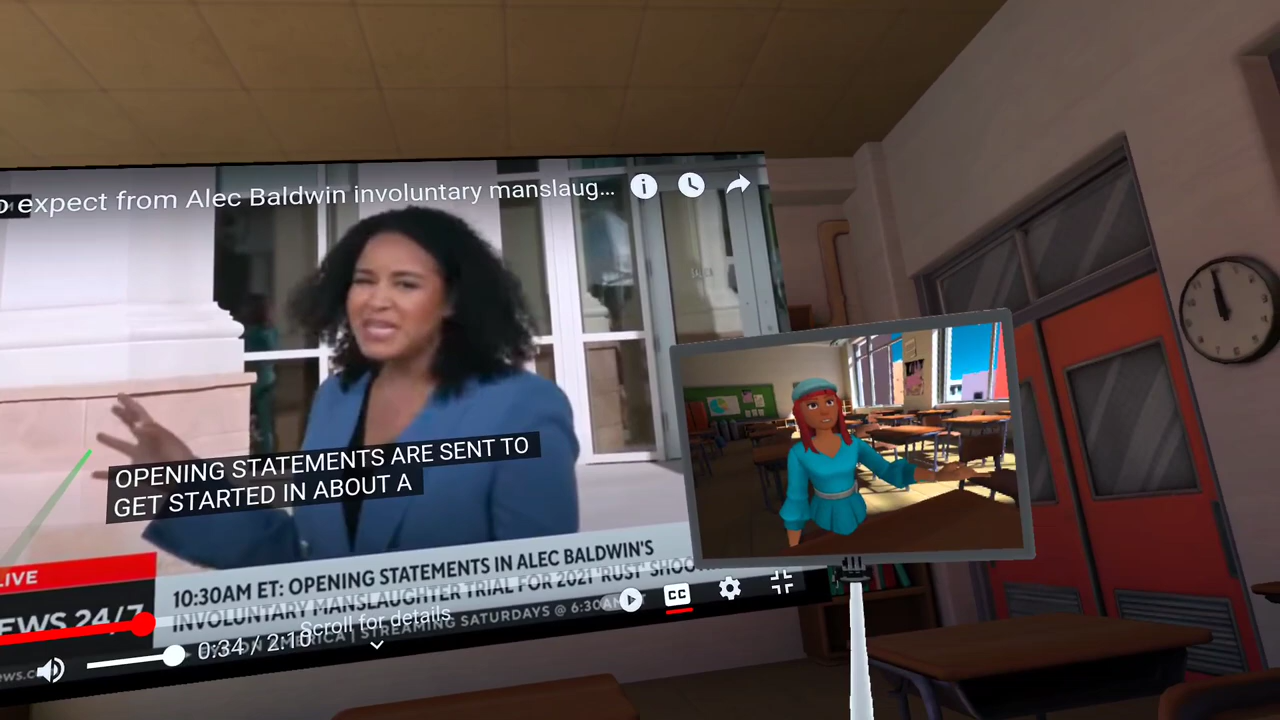 expect from Alec Baldwin involuntary manslaug...
OPENING STATEMENTS ARE SENT TO
GET STARTED IN ABOUT A
LIVE
EWS 24/7
10:30AM ET: OPENING STATEMENTS IN ALEC BALDWIN'S
INVOLUNTARY MANSLAUGHTER TRIAL FOR 2021 'RUST' SHOO
AMERICA | STREAMING SATURDAYS @ 6:30AM
Scroll for details
0:34 / 2:10
CC